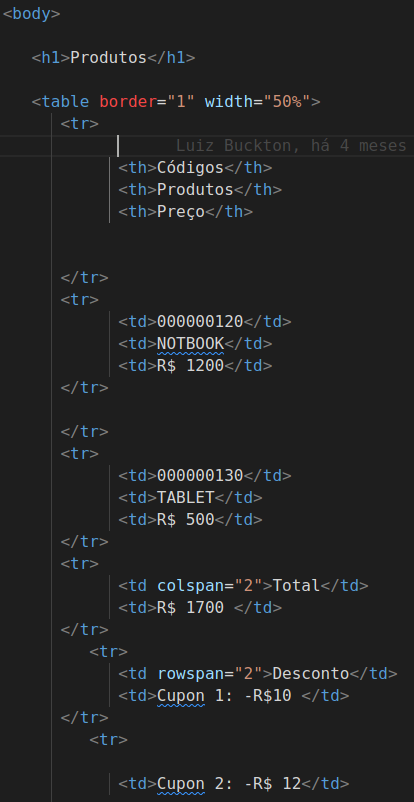 <body>
<h1>Produtos</h1>
<table border="1" width="50%">
<tr>
Luiz Buckton, há 4 meses
<th>Códigos</th>
<th>Produtos</th>
<th>Preço</th>
</tr>
<tr>
<td>000000120</td>
<td>NOTBOOK</td>
<td>R$ 1200</td>
</tr>
</tr>
<tr>
<td>000000130</td>
<td>TABLET</td>
<td>R$ 500</td>
</tr>
<tr>
<td colspan="2">Total</td>
<td>R$ 1700 </td>
</tr>
<tr>
<td rowspan="2">Desconto</td>
<td>Cupon 1: -R$10 </td>
</tr>
<tr>
<td>Cupon 2: -R$ 12</td>